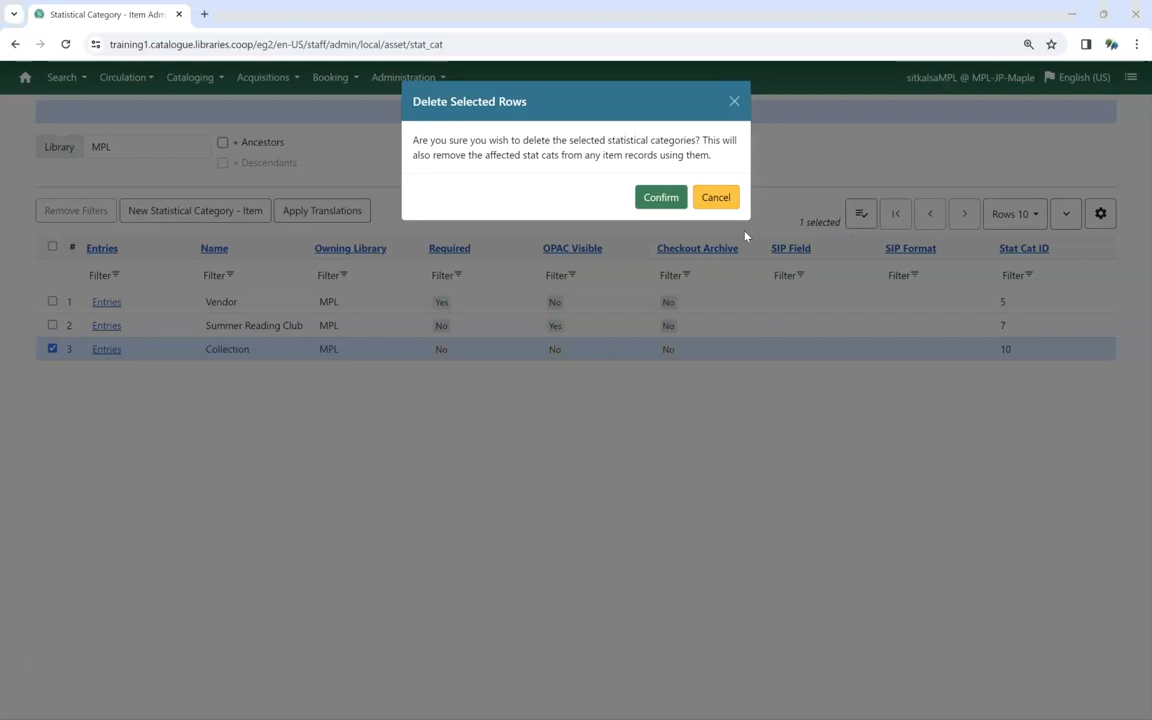 Statistical Category - Item Adm
training1.catalogue.libraries.coop/eg2/en-US/staff/admin/local/asset/stat_cat
Search Circulation Cataloging Acquisitions Booking Administration sitkalsaMPL @ MPL-JP-Maple English (US)
Delete Selected Rows
Are you sure you wish to delete the selected statistical categories? This will
also remove the affected stat cats from any item records using them.
Confirm Cancel
Library MPL + Ancestors
+ Descendants
Remove Filters New Statistical Category - Item Apply Translations 1 selected Rows 10
# Entries Name Owning Library Required OPAC Visible Checkout Archive SIP Field SIP Format Stat Cat ID
Filter Filter Filter Filter Filter Filter Filter Filter Filter
1 Entries Vendor MPL Yes No No 5
2 Entries Summer Reading Club MPL No Yes No 7
3 Entries Collection MPL No No No 10